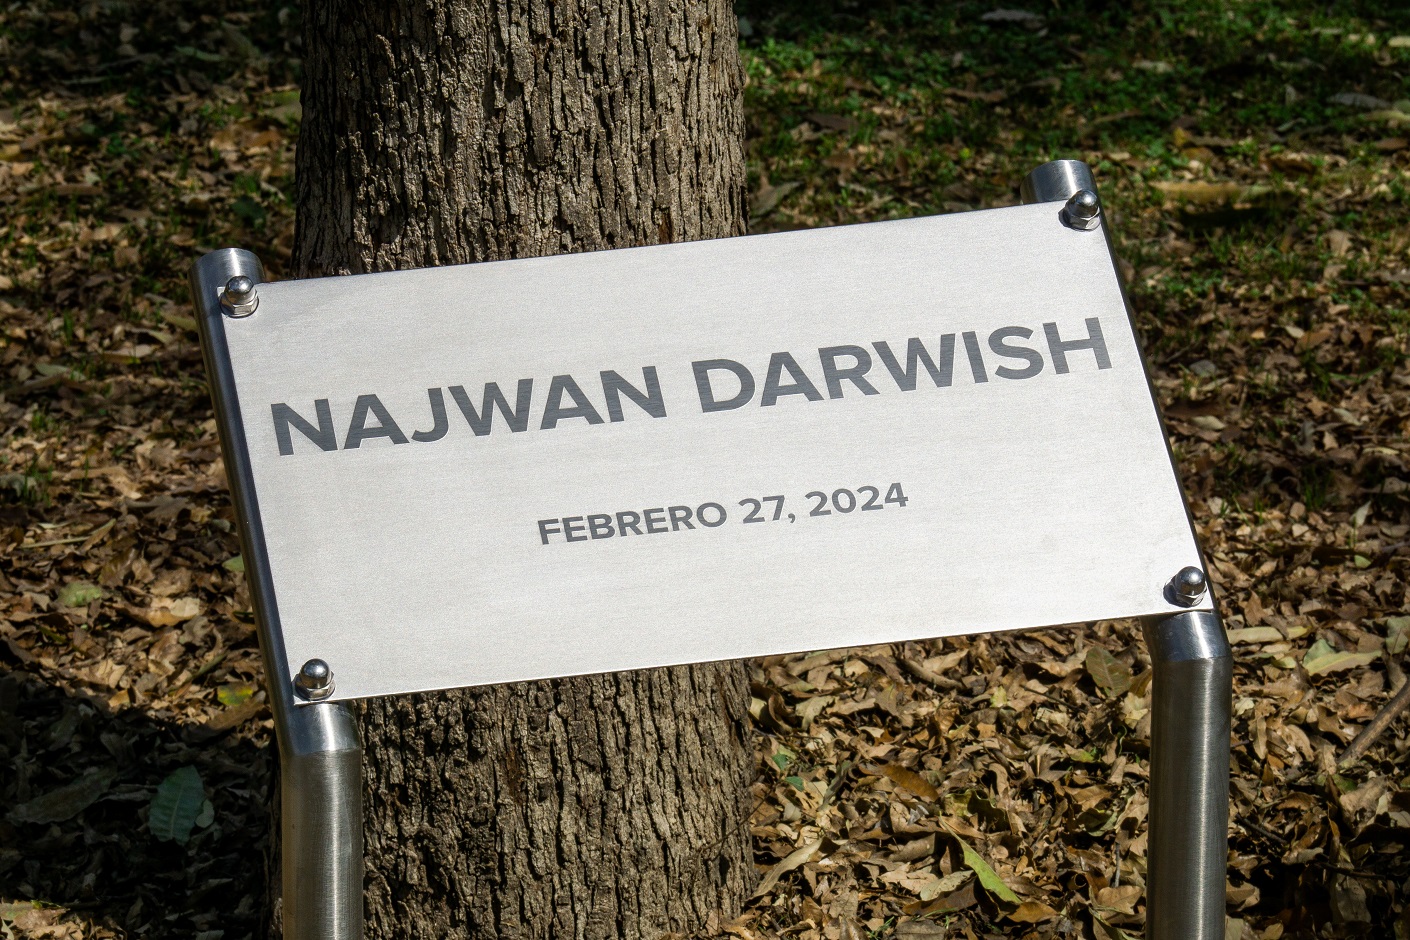 NAJWAN DARWISH
FEBRERO 27, 2024